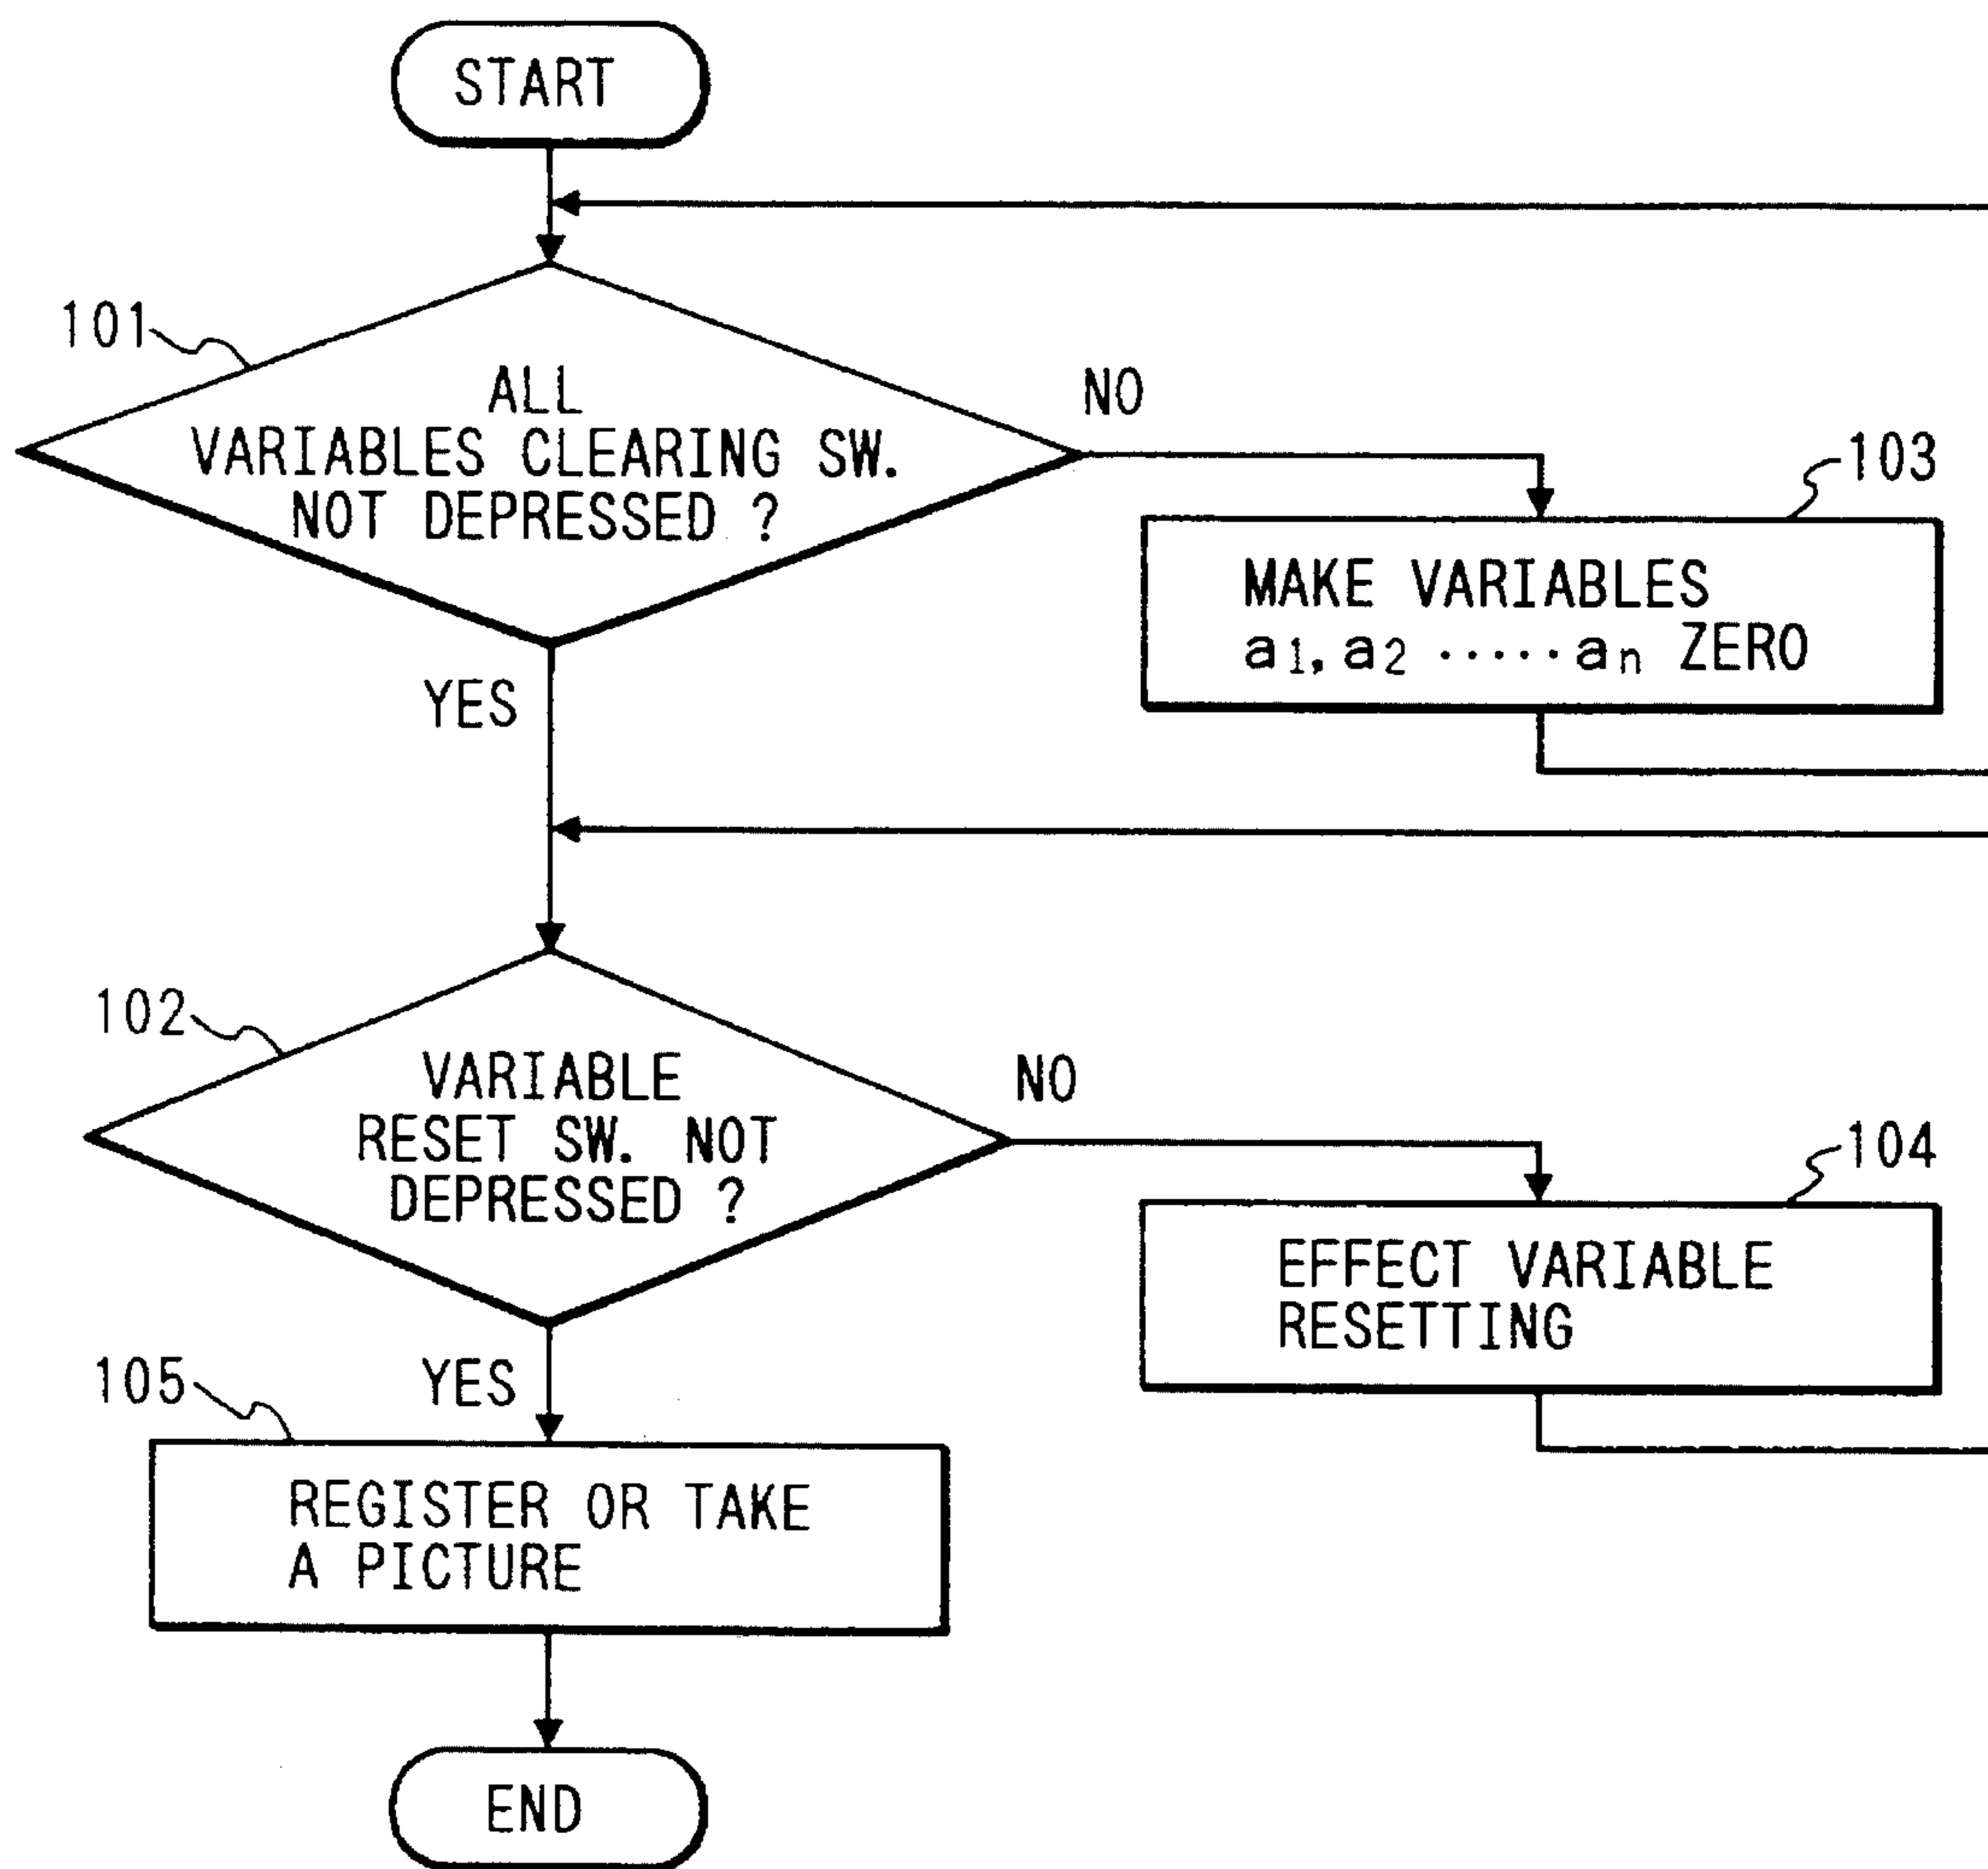 START
101
ALL
VARIABLES CLEARING SW.
NOT DEPRESSED ?
NO
103
MAKE VARIABLES
a1, a2 ·····an ZERO
YES
102
VARIABLE
RESET SW. NOT
DEPRESSED ?
NO
104
EFFECT VARIABLE
RESETTING
YES
105
REGISTER OR TAKE
A PICTURE
END